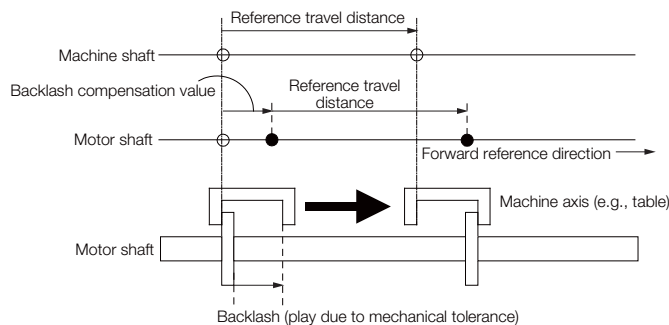 Reference travel distance
Machine shaft
Backlash compensation value
Reference travel
distance
Motor shaft
Forward reference direction
Machine axis (e.g., table)
Motor shaft
Backlash (play due to mechanical tolerance)